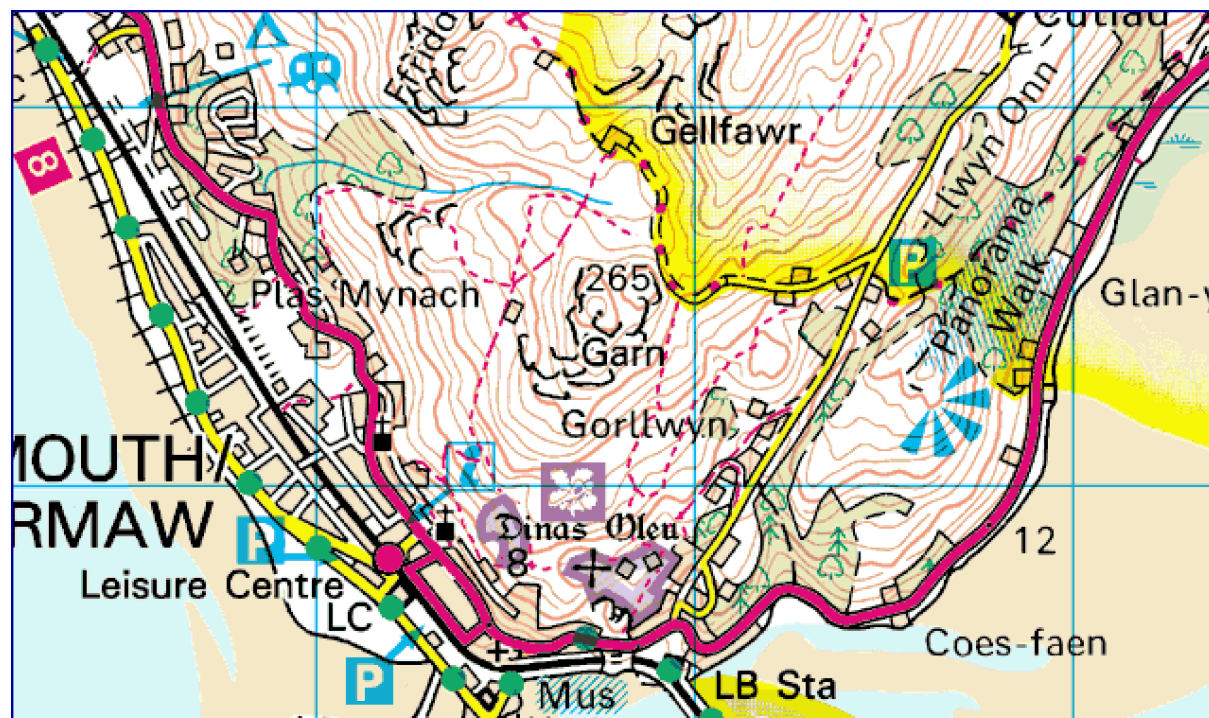 Effridd
Gellfawr
Llwyn Onn
8
P
Panorama
Walk
265
Plas Mynach
Glan-y
Garn
Gorllwyn
MOUTH/
RMAW
Dinas Oleu
P
8
12
Leisure Centre
LC
Coes-faen
P
Mus
LB Sta